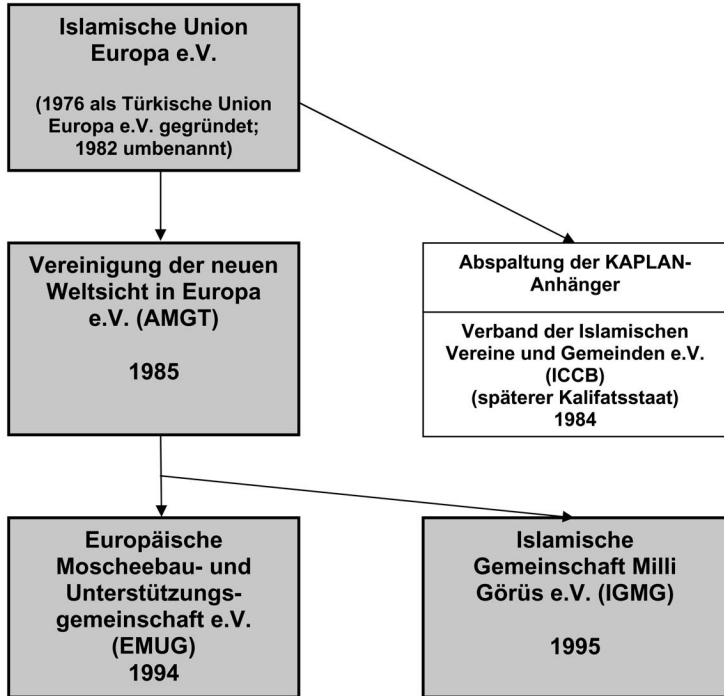 Islamische Union
Europa e.V.
(1976 als Türkische Union
Europa e.V. gegründet;
1982 umbenannt)
Vereinigung der neuen
Weltsicht in Europa
e.V. (AMGT)
1985
Abspaltung der KAPLAN-
Anhänger
Verband der Islamischen
Vereine und Gemeinden e.V.
(ICCB)
(späterer Kalifatsstaat)
1984
Europäische
Moscheebau- und
Unterstützungs-
gemeinschaft e.V.
(EMUG)
1994
Islamische
Gemeinschaft Milli
Görüs e.V. (IGMG)
1995